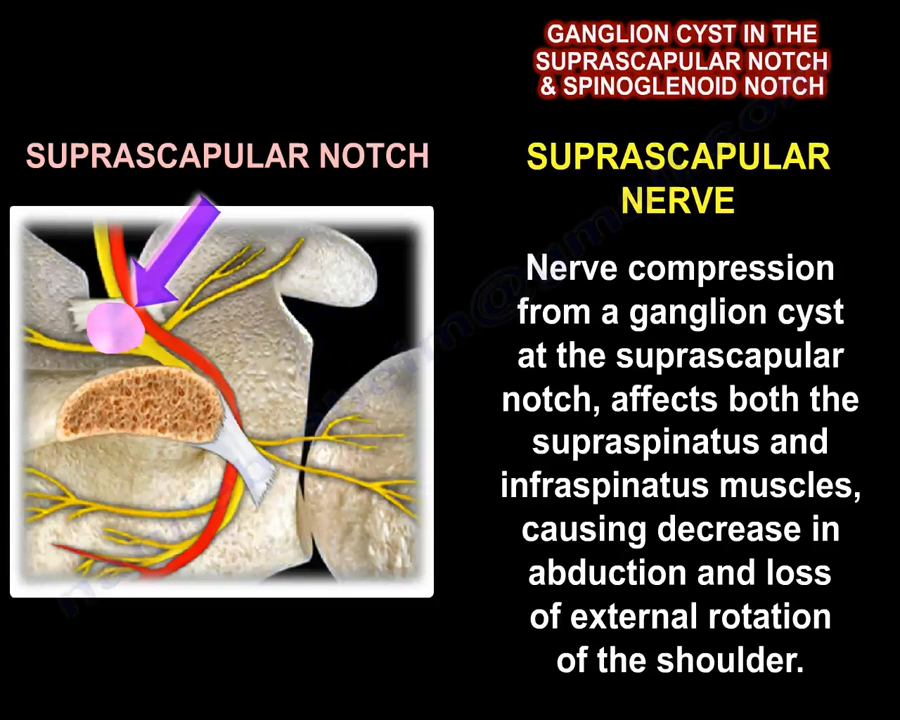 GANGLION CYST IN THE
SUPRASCAPULAR NOTCH
& SPINOGLENOID NOTCH
SUPRASCAPULAR NOTCH
SUPRASCAPULAR
NERVE
Nerve compression
from a ganglion cyst
at the suprascapular
notch, affects both the
supraspinatus and
infraspinatus muscles,
causing decrease in
abduction and loss
of external rotation
of the shoulder.